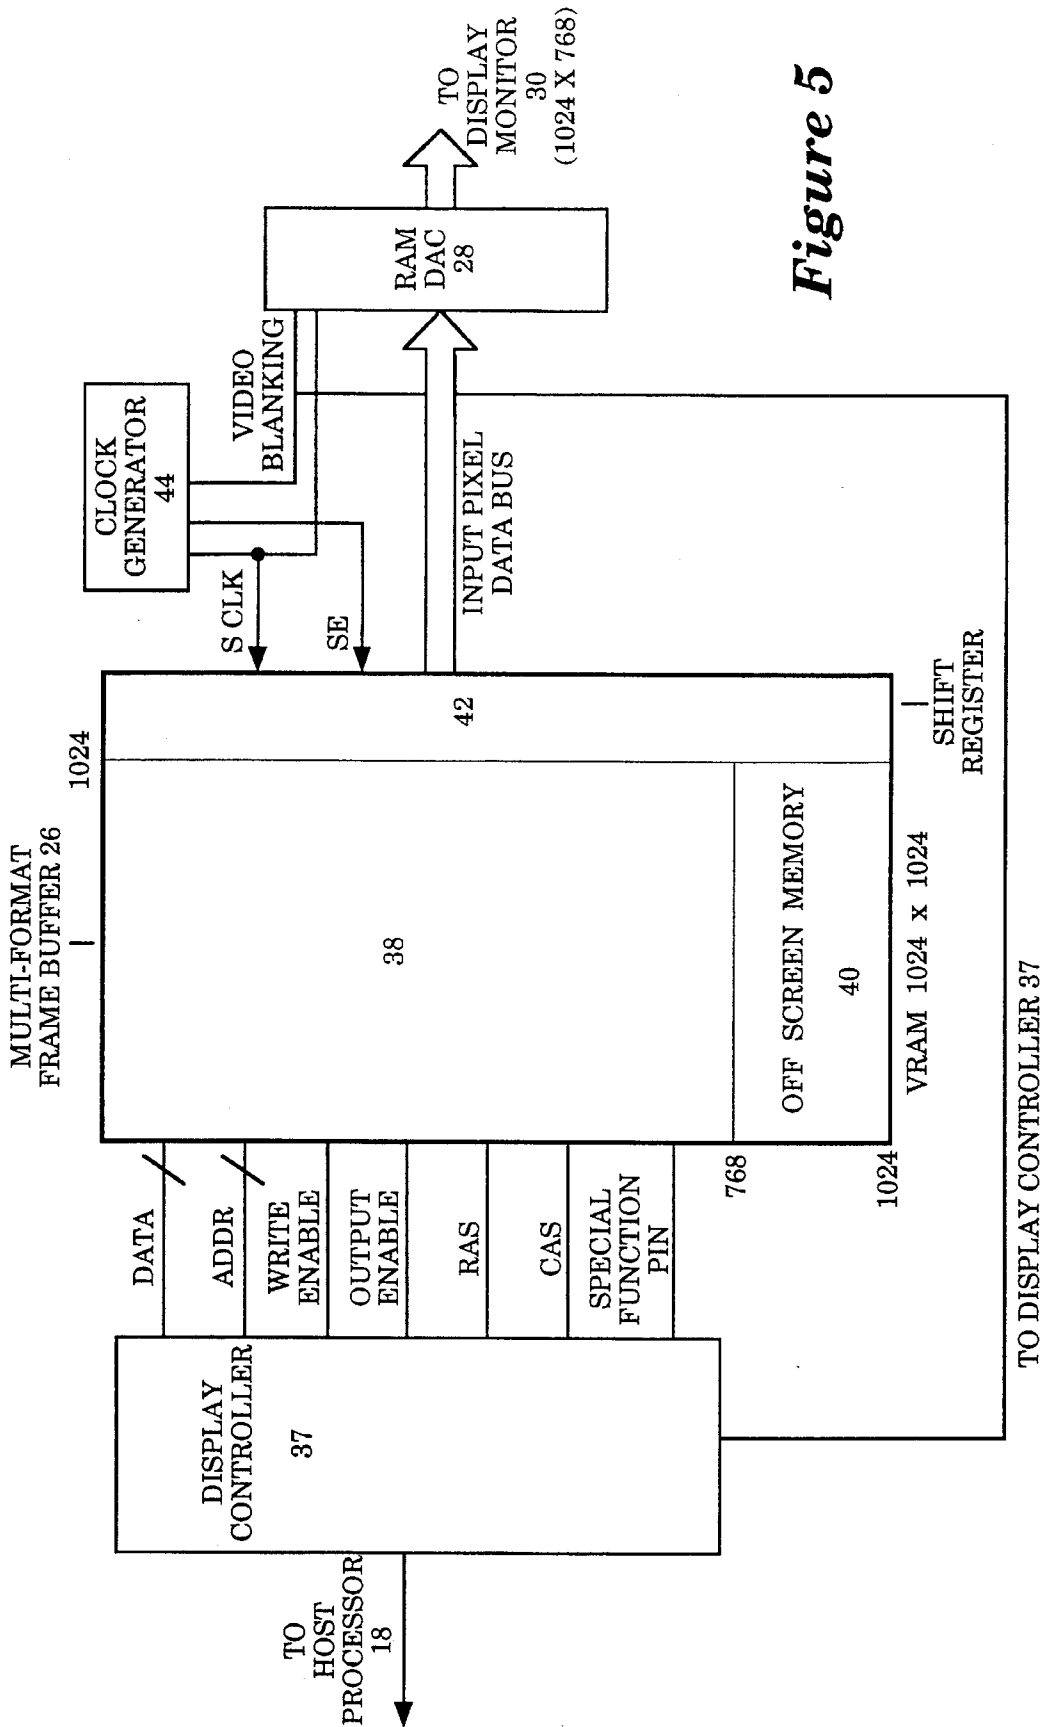 TO
HOST
PROCESSOR
18
DISPLAY
CONTROLLER
37
DATA
ADDR
WRITE
ENABLE
OUTPUT
ENABLE
RAS
CAS
SPECIAL
FUNCTION
PIN
MULTI-FORMAT
FRAME BUFFER 26
1024
38
42
768
1024
OFF SCREEN MEMORY
40
VRAM 1024 x 1024
SHIFT
REGISTER
CLOCK
GENERATOR
44
S CLK
SE
VIDEO
BLANKING
INPUT PIXEL
DATA BUS
RAM
DAC
28
TO
DISPLAY
MONITOR
30
(1024 X 768)
TO DISPLAY CONTROLLER 37
Figure 5